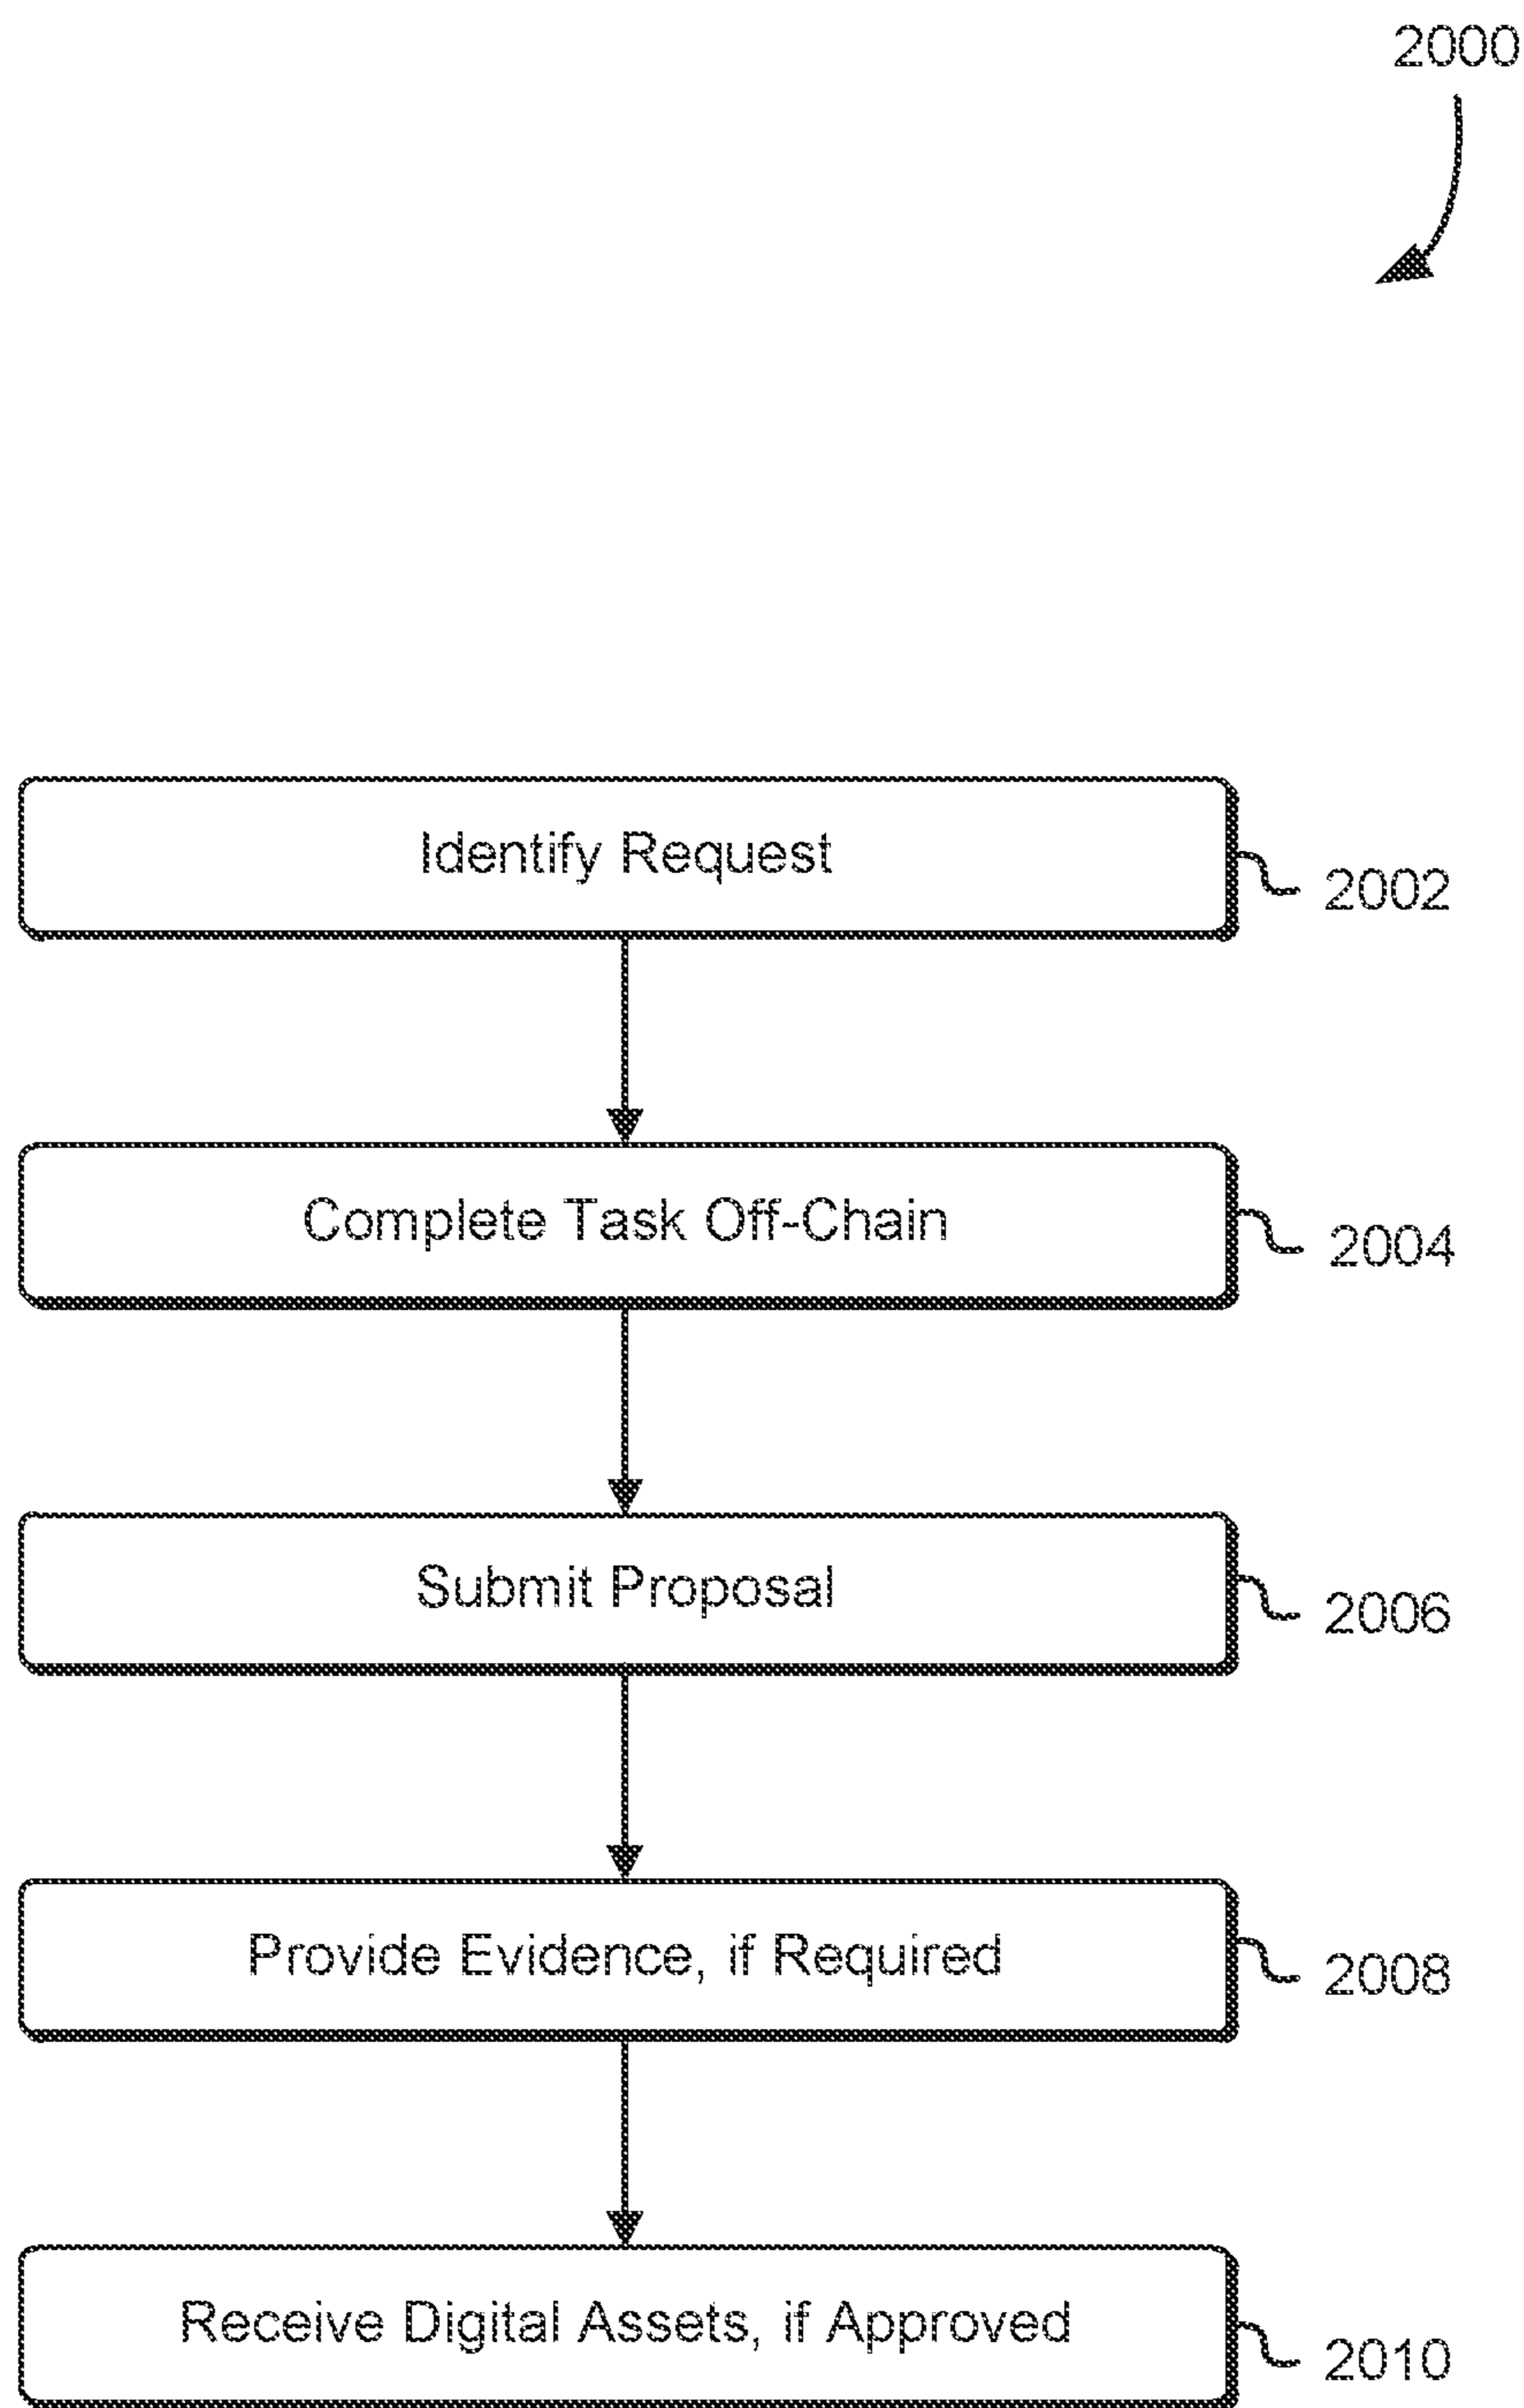 2000
Identify Request
2002
Complete Task Off-Chain
2004
Submit Proposal
2006
Provide Evidence, if Required
2008
Receive Digital Assets, if Approved
2010